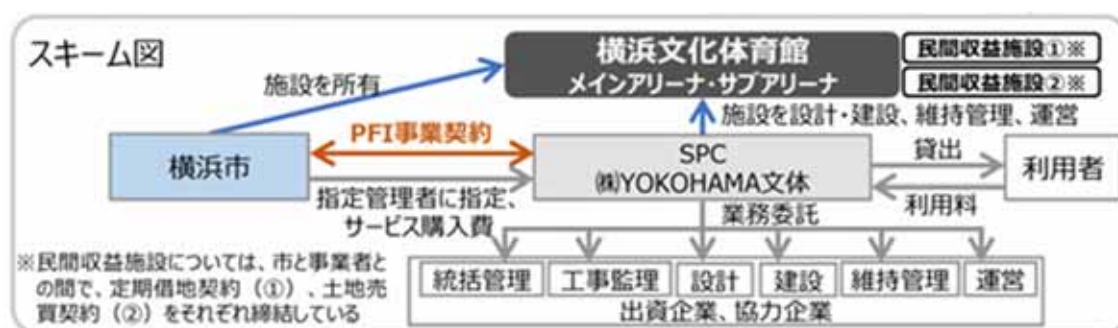 スキーム図
横浜文化体育館
メインアリーナ・サブアリーナ
民間収益施設①※
民間収益施設②※
施設を所有
施設を設計・建設、維持管理、運営
PFI事業契約
横浜市
SPC
㈱YOKOHAMA文体
貸出
利用者
利用料
指定管理者に指定、
サービス購入費
業務委託
※民間収益施設については、市と事業者と
の間で、定期借地契約（①）、土地売
買契約（②）をそれぞれ締結している
統括管理
工事監理
設計
建設
維持管理
運営
出資企業、協力企業